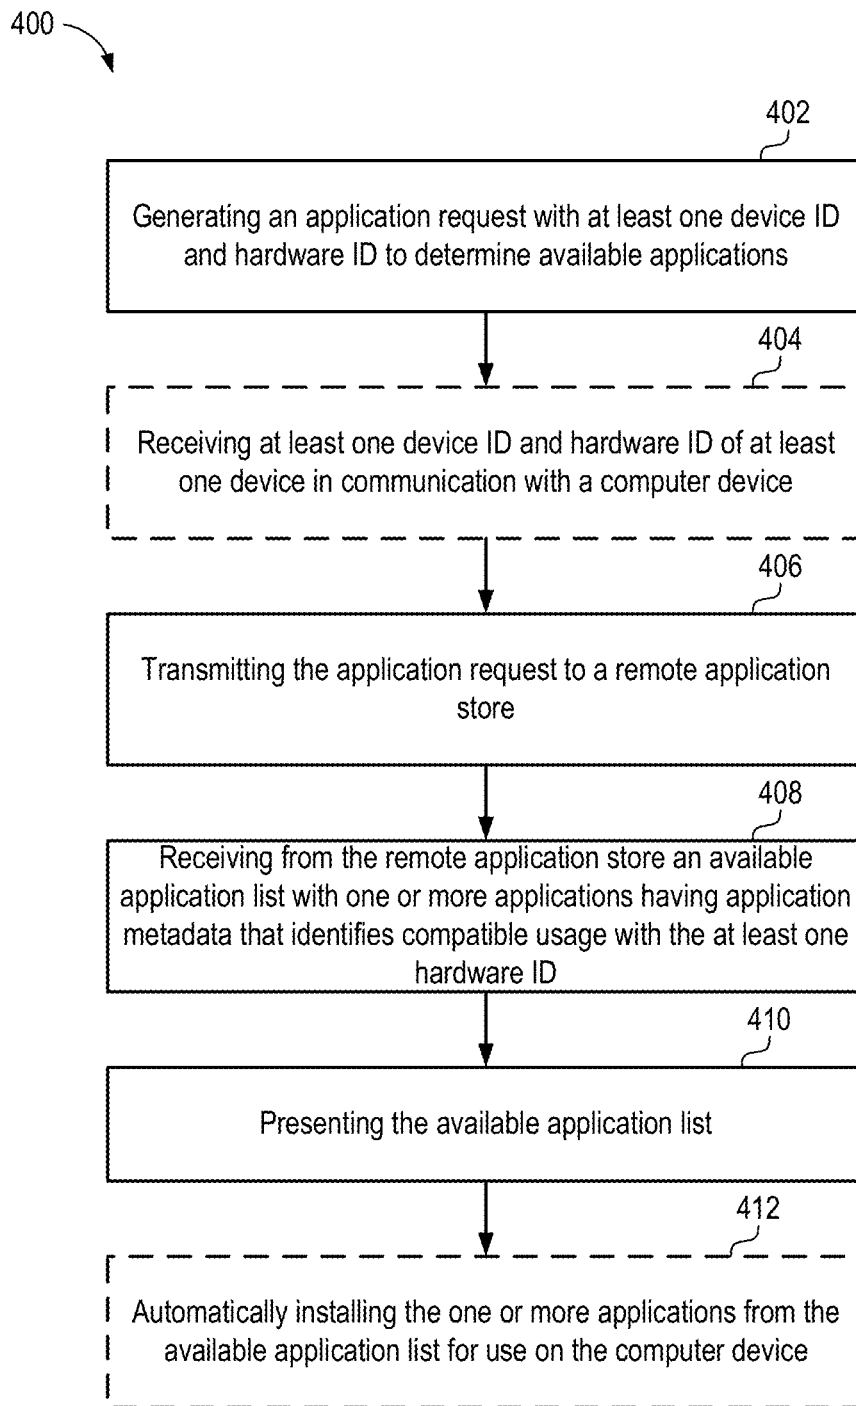 400
402
Generating an application request with at least one device ID
and hardware ID to determine available applications
404
Receiving at least one device ID and hardware ID of at least
one device in communication with a computer device
406
Transmitting the application request to a remote application
store
408
Receiving from the remote application store an available
application list with one or more applications having application
metadata that identifies compatible usage with the at least one
hardware ID
410
Presenting the available application list
412
Automatically installing the one or more applications from the
available application list for use on the computer device